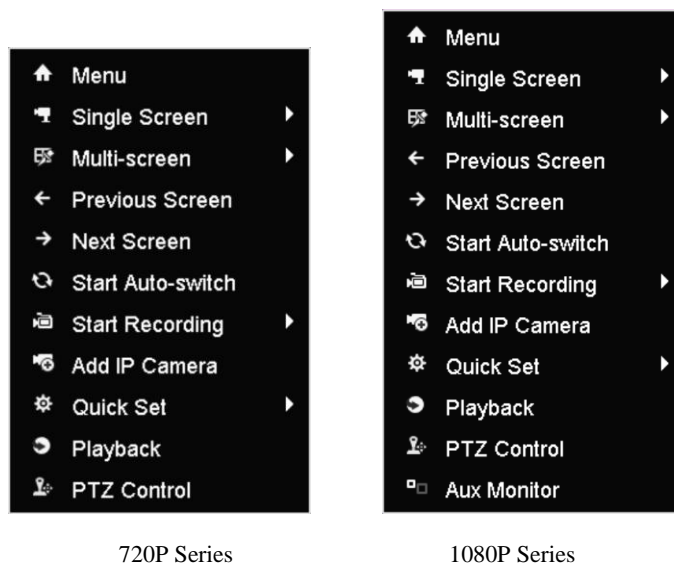 Menu
Single Screen
Multi-screen
Previous Screen
Next Screen
Start Auto-switch
Start Recording
Add IP Camera
Quick Set
Playback
PTZ Control
720P Series
Menu
Single Screen
Multi-screen
Previous Screen
Next Screen
Start Auto-switch
Start Recording
Add IP Camera
Quick Set
Playback
PTZ Control
Aux Monitor
1080P Series